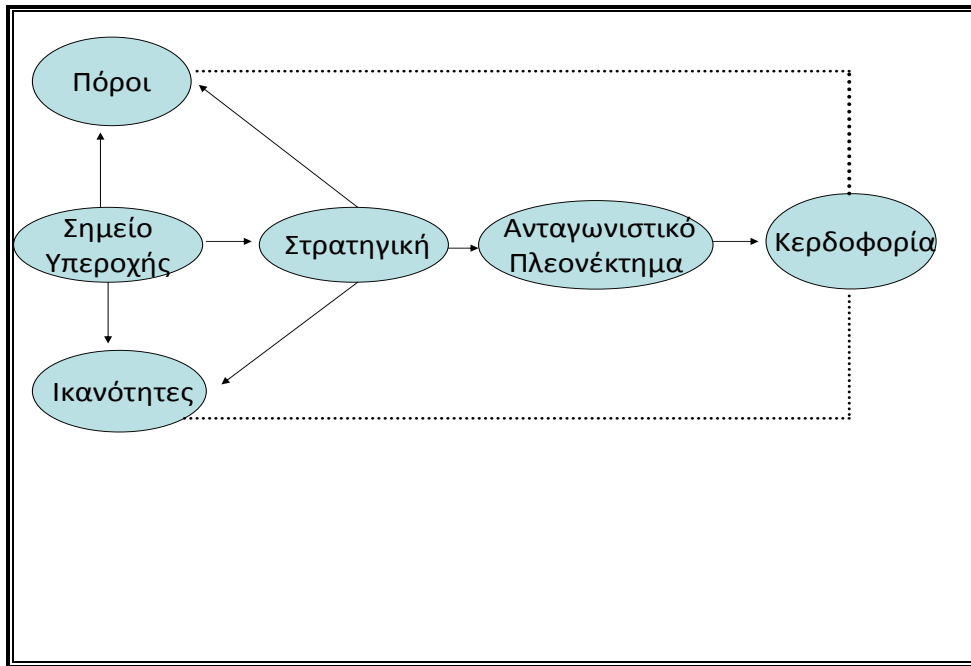 Πόροι
Σημείο
Υπεροχής
Στρατηγική
Ανταγωνιστικό
Πλεονέκτημα
Κερδοφορία
Ικανότητες